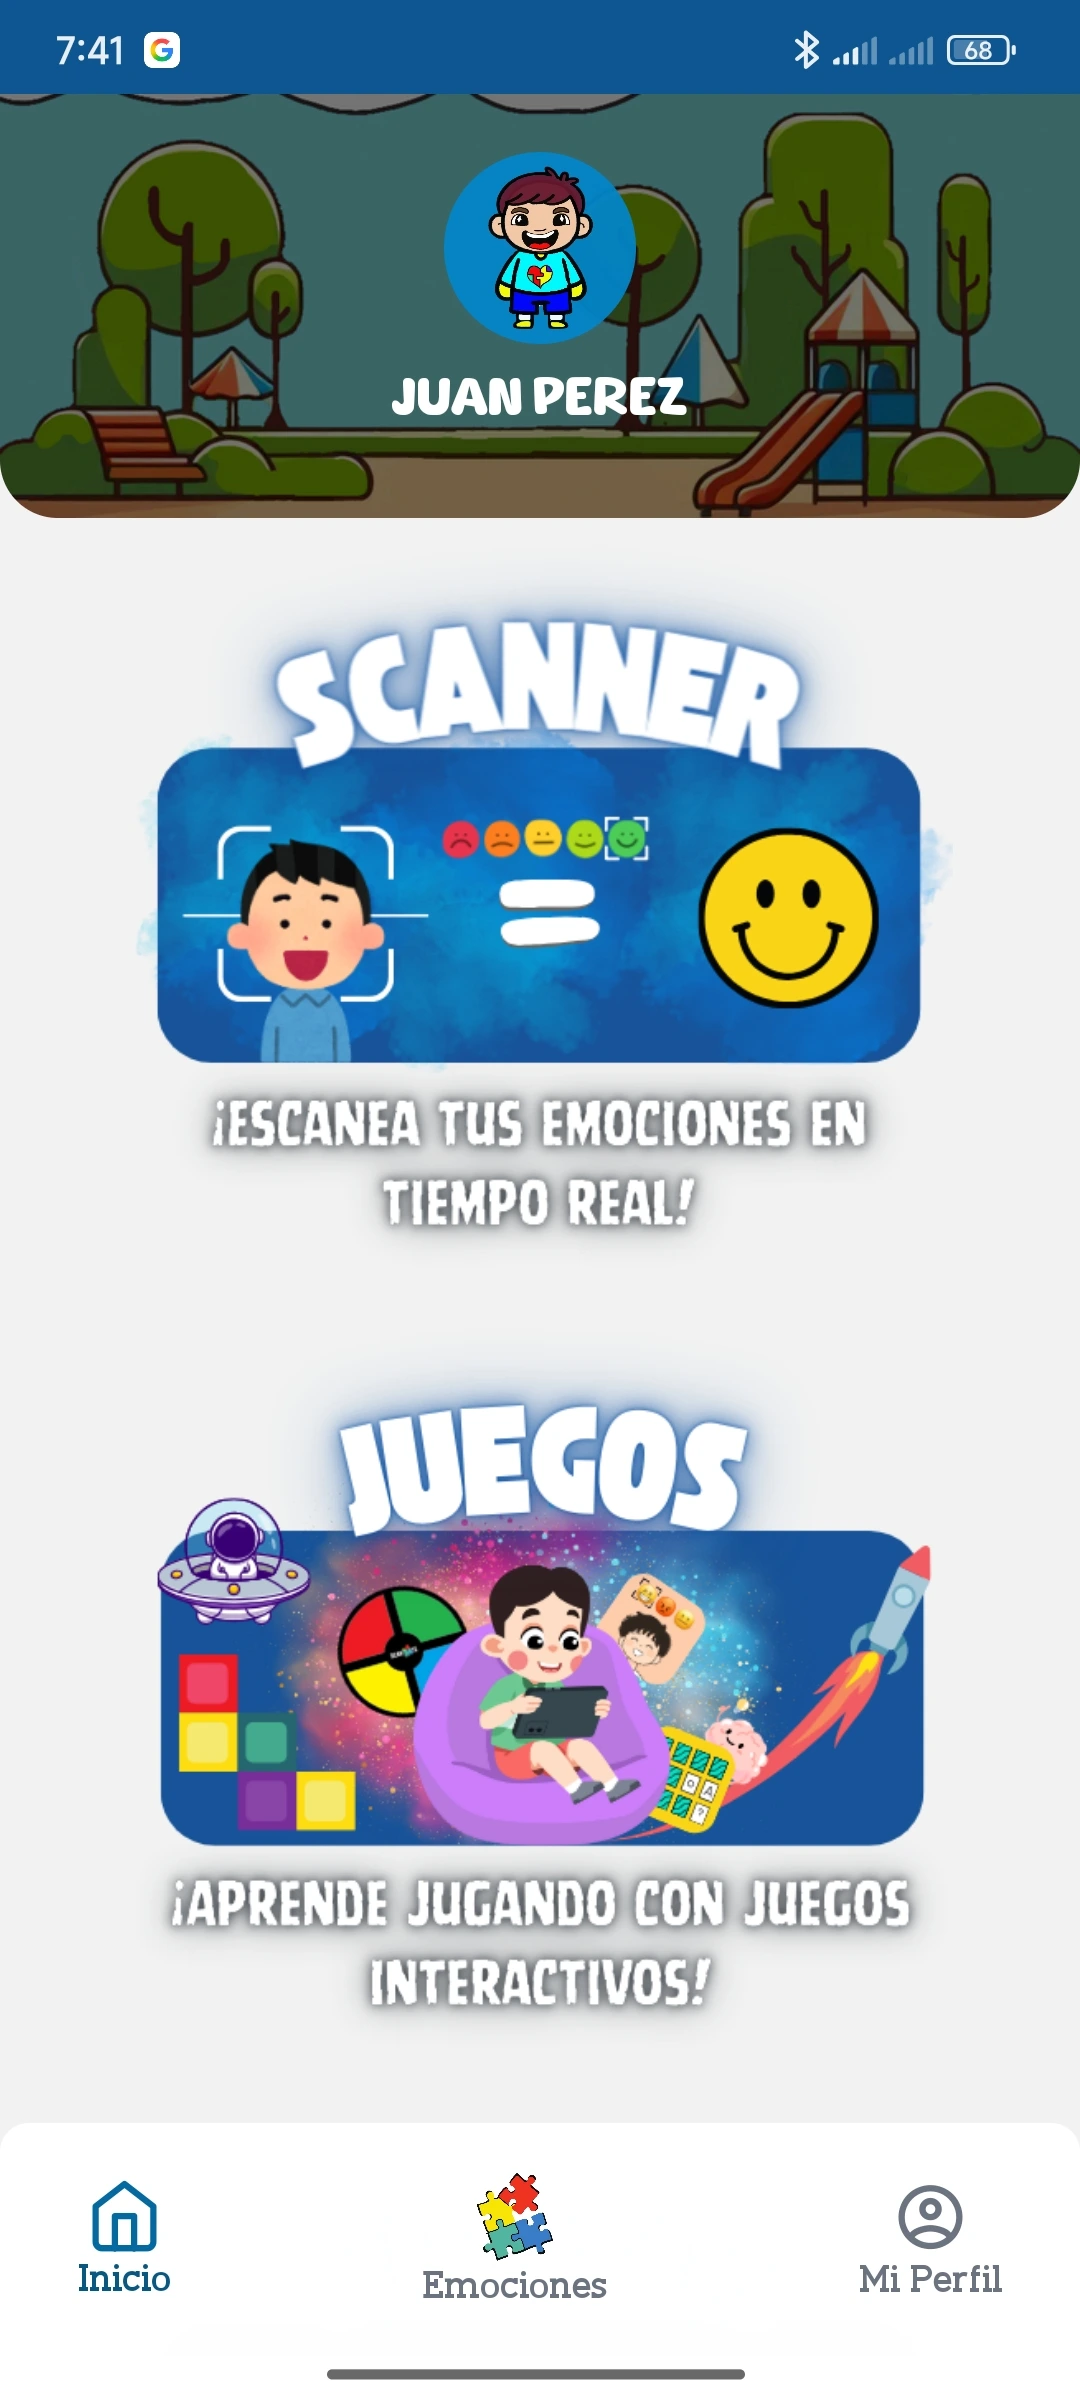 7:41
68
JUAN PEREZ
SCANNER
¡ESCANEA TUS EMOCIONES EN
TIEMPO REAL!
JUEGOS
¡APRENDE JUGANDO CON JUEGOS
INTERACTIVOS!
Inicio
Emociones
Mi Perfil